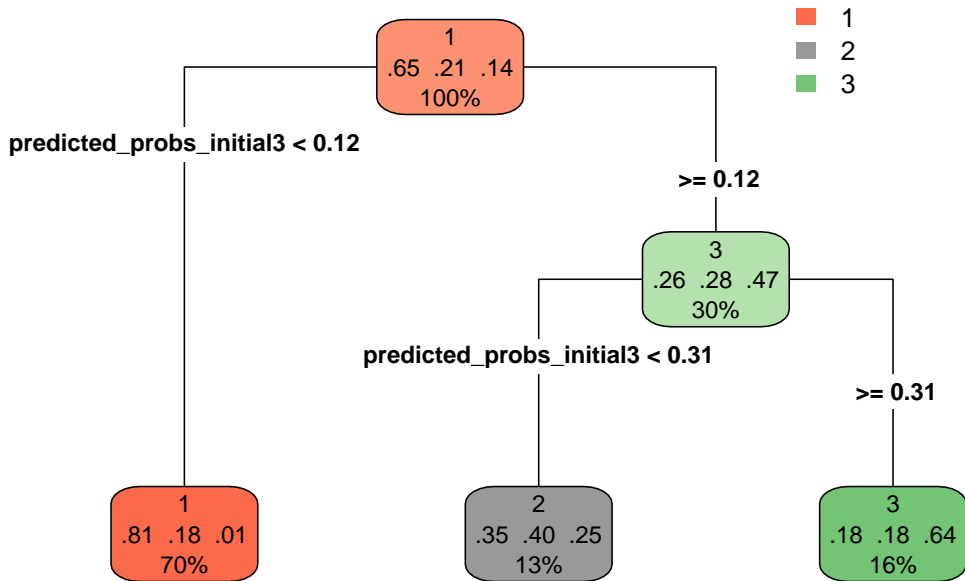 1
.65 .21 .14
100%
1
2
3
predicted_probs_initial3 < 0.12
>= 0.12
3
.26 .28 .47
30%
predicted_probs_initial3 < 0.31
>= 0.31
1
.81 .18 .01
70%
2
.35 .40 .25
13%
3
.18 .18 .64
16%